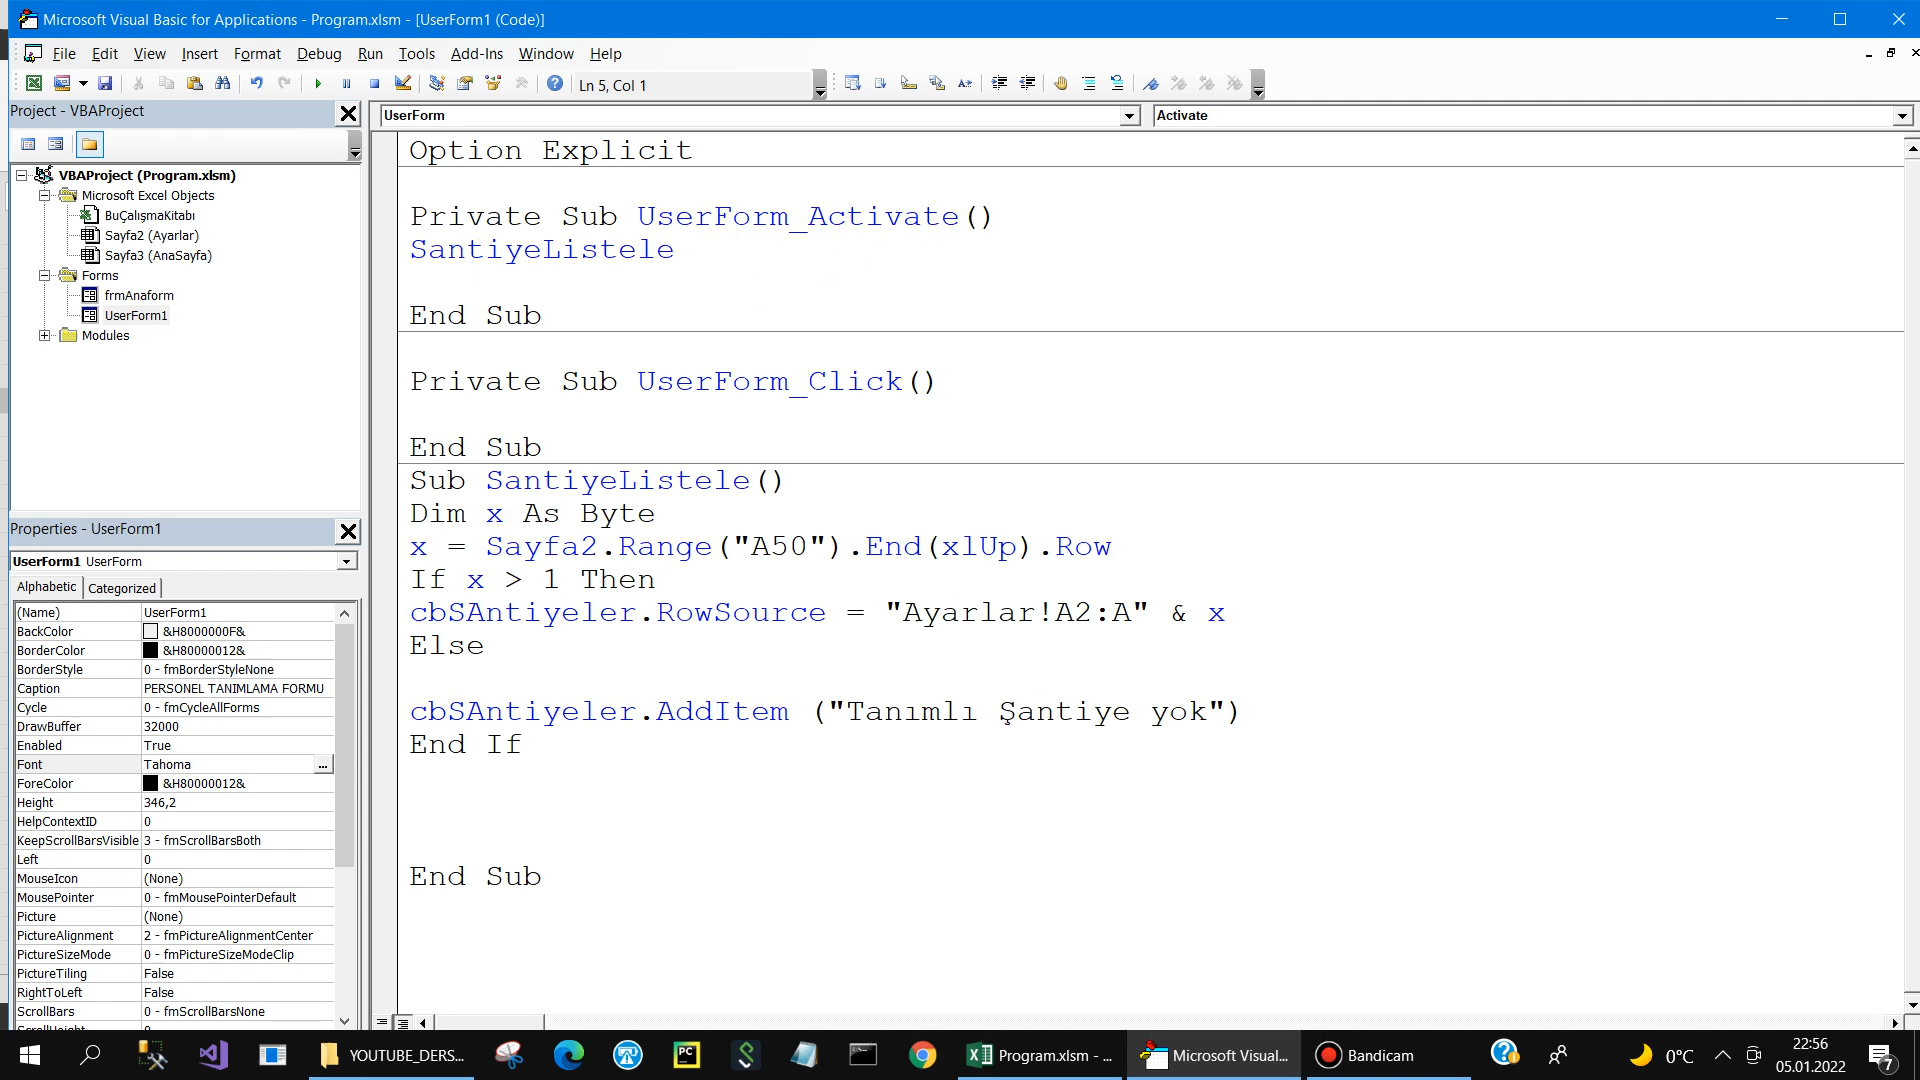 Microsoft Visual Basic for Applications - Program.xlsm - [UserForm1 (Code)]
File Edit View Insert Format Debug Run Tools Add-Ins Window Help
Ln 5, Col 1
Project - VBAProject
VBAProject (Program.xlsm)
Microsoft Excel Objects
BuÇalışmaKitabı
Sayfa2 (Ayarlar)
Sayfa3 (AnaSayfa)
Forms
frmAnaform
UserForm1
Modules
Properties - UserForm1
UserForm1 UserForm
Alphabetic Categorized
(Name) UserForm1
BackColor &H8000000F&
BorderColor &H80000012&
BorderStyle 0 - fmBorderStyleNone
Caption PERSONEL TANIMLAMA FORMU
Cycle 0 - fmCycleAllForms
DrawBuffer 32000
Enabled True
Font Tahoma ...
ForeColor &H80000012&
Height 346,2
HelpContextID 0
KeepScrollBarsVisible 3 - fmScrollBarsBoth
Left 0
MouseIcon (None)
MousePointer 0 - fmMousePointerDefault
Picture (None)
PictureAlignment 2 - fmPictureAlignmentCenter
PictureSizeMode 0 - fmPictureSizeModeClip
PictureTiling False
RightToLeft False
ScrollBars 0 - fmScrollBarsNone
UserForm Activate
Option Explicit
Private Sub UserForm_Activate()
SantiyeListele
End Sub
Private Sub UserForm_Click()
End Sub
Sub SantiyeListele()
Dim x As Byte
x = Sayfa2.Range("A50").End(xlUp).Row
If x > 1 Then
cbSAntiyeler.RowSource = "Ayarlar!A2:A" & x
Else
cbSAntiyeler.AddItem ("Tanımlı Şantiye yok")
End If
End Sub
YOUTUBE_DERS...
PC
Program.xlsm - ...
Microsoft Visual...
Bandicam
0°C
22:56
05.01.2022
7